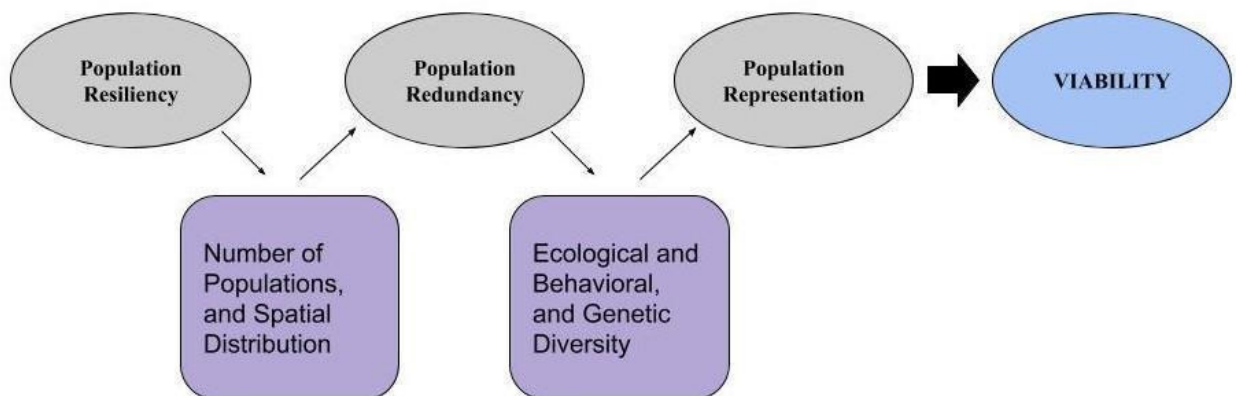 Population
Resiliency
Population
Redundancy
Population
Representation
VIABILITY
Number of
Populations,
and Spatial
Distribution
Ecological and
Behavioral,
and Genetic
Diversity